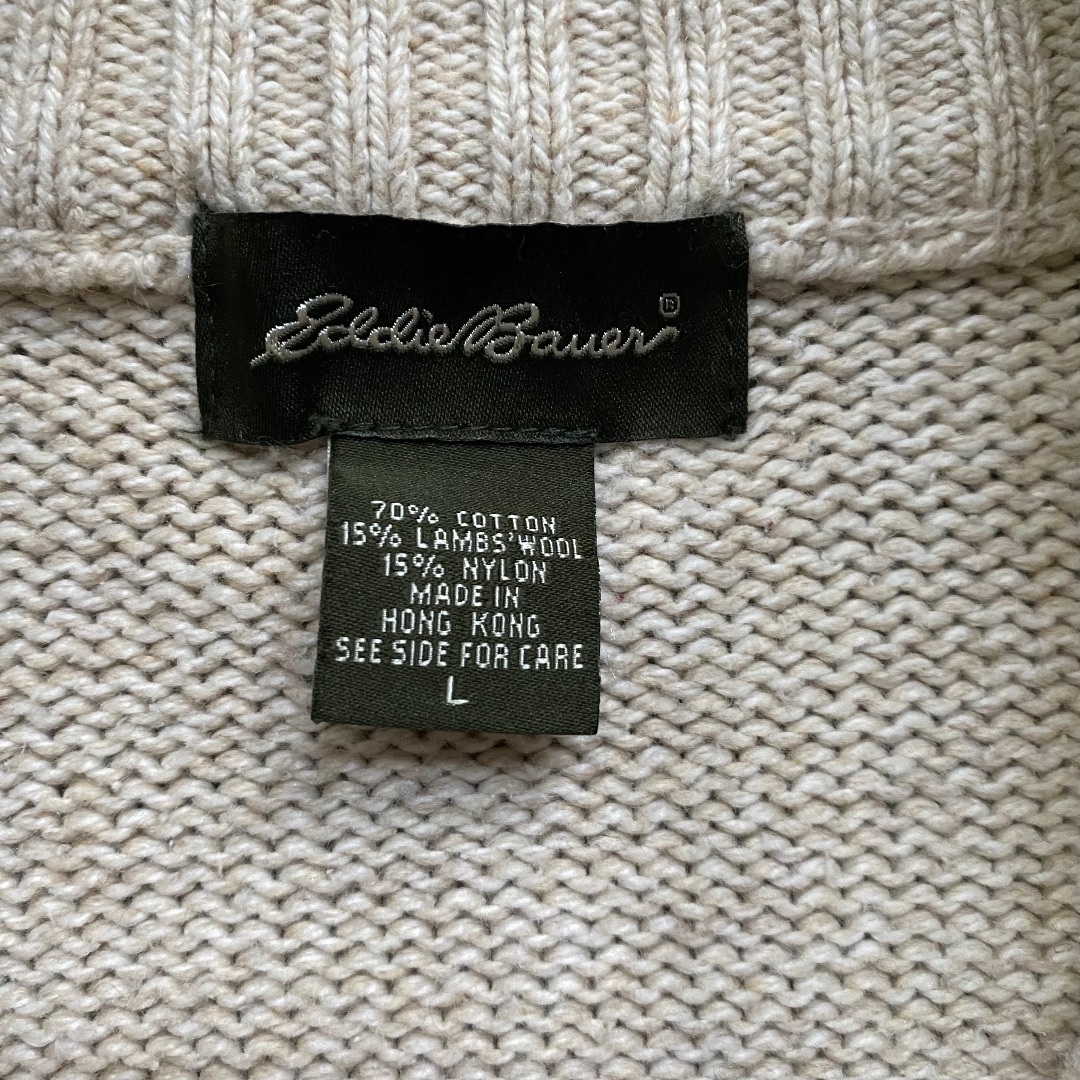 Eddie Bauer®
70% COTTON
15% LAMBS'WOOL
15% NYLON
MADE IN
HONG KONG
SEE SIDE FOR CARE
L